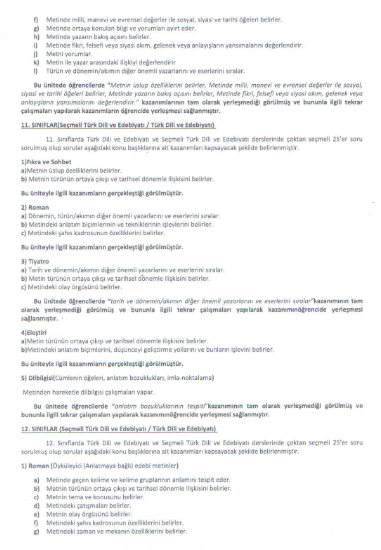 f) Metinde milli, manevi ve evrensel değerler ile sosyal, siyasi ve tarihi öğeleri belirler.
g) Metinde ortaya konulan bilgi ve yorumları ayırt eder.
h) Metinde yazarın bakış açısını belirler.
i) Metinde fikri, felsefi veya siyasi akım, gelenek veya anlayışların yansımalarını değerlendirir.
j) Metni yorumlar.
k) Metin ile yazar arasındaki ilişkiyi değerlendirir
l) Türün ve dönemin/akımın diğer önemli yazarlarını ve eserlerini sıralar.
Bu ünitede öğrencilerde "Metnin üslup özelliklerini belirler, Metinde milli, manevi ve evrensel değerler ile sosyal,
siyasi ve tarihi öğeleri belirler, Metinde yazarın bakış açısını belirler, Metinde fikri, felsefi veya siyasi akım, gelenek veya
anlayışların yansımalarını değerlendirir." kazanımlarının tam olarak yerleşmediği görülmüş ve bununla ilgili tekrar
çalışmaları yapılarak kazanımların öğrencide yerleşmesi sağlanmıştır.
11. SINIFLAR(Seçmeli Türk Dili ve Edebiyatı / Türk Dili ve Edebiyatı)
11. Sınıflarda Türk Dili ve Edebiyatı ve Seçmeli Türk Dili ve Edebiyatı derslerinde çoktan seçmeli 25'er soru
sorulmuş olup sorular aşağıdaki konu başlıklarına ait kazanımları kapsayacak şekilde belirlenmiştir.
1)Fıkra ve Sohbet
a)Metnin üslup özelliklerini belirler.
b) Metnin türünün ortaya çıkışı ve tarihsel dönemle ilişkisini belirler.
Bu üniteyle ilgili kazanımların gerçekleştiği görülmüştür.
2) Roman
a) Dönemin, türün/akımın diğer önemli yazarlarını ve eserlerini sıralar.
b) Metindeki anlatım biçimlerinin ve tekniklerinin işlevlerini belirler.
c) Metindeki şahıs kadrosunun özelliklerini belirler.
Bu üniteyle ilgili kazanımların gerçekleştiği görülmüştür.
3) Tiyatro
a) Tarih ve dönemin/akımın diğer önemli yazarlarını ve eserlerini sıralar.
b) Metin türünün ortaya çıkışı ve tarihsel dönemle ilişkisini belirler.
c) Metindeki olay örgüsünü belirler.
Bu ünitede öğrencilerde "tarih ve dönemin/akımın diğer önemli yazarlarını ve eserlerini sıralar"kazanımının tam
olarak yerleşmediği görülmüş ve bununla ilgili tekrar çalışmaları yapılarak kazanımınöğrencide yerleşmesi
sağlanmıştır.
4)Eleştiri
a)Metin türünün ortaya çıkışı ve tarihsel dönemle ilişkisini belirler.
b)Metindeki anlatım biçimlerini, düşünceyi geliştirme yollarını ve bunların işlevini belirler.
Bu üniteyle ilgili kazanımların gerçekleştiği görülmüştür.
5) Dilbilgisi(Cümlenin öğeleri, anlatım bozuklukları, imla-noktalama)
Metinden hareketle dilbilgisi çalışmaları yapar.
Bu ünitede öğrencilerde "anlatım bozukluklarının tespiti"kazanımının tam olarak yerleşmediği görülmüş ve
bununla ilgili tekrar çalışmaları yapılarak kazanımınöğrencide yerleşmesi sağlanmıştır.
12. SINIFLAR (Seçmeli Türk Dili ve Edebiyatı / Türk Dili ve Edebiyatı)
12. Sınıflarda Türk Dili ve Edebiyatı ve Seçmeli Türk Dili ve Edebiyatı derslerinde çoktan seçmeli 25'er soru
sorulmuş olup sorular aşağıdaki konu başlıklarına ait kazanımları kapsayacak şekilde belirlenmiştir.
1) Roman (Öyküleyici (Anlatmaya Bağlı) edebi metinler)
a) Metinde geçen kelime ve kelime gruplarının anlamını tespit eder.
b) Metnin türünün ortaya çıkışı ve tarihsel dönemle ilişkisini belirler.
c) Metnin tema ve konusunu belirler.
d) Metindeki çatışmaları belirler.
e) Metnin olay örgüsünü belirler.
f) Metindeki şahıs kadrosunun özelliklerini belirler.
g) Metindeki zaman ve mekânın özelliklerini belirler.